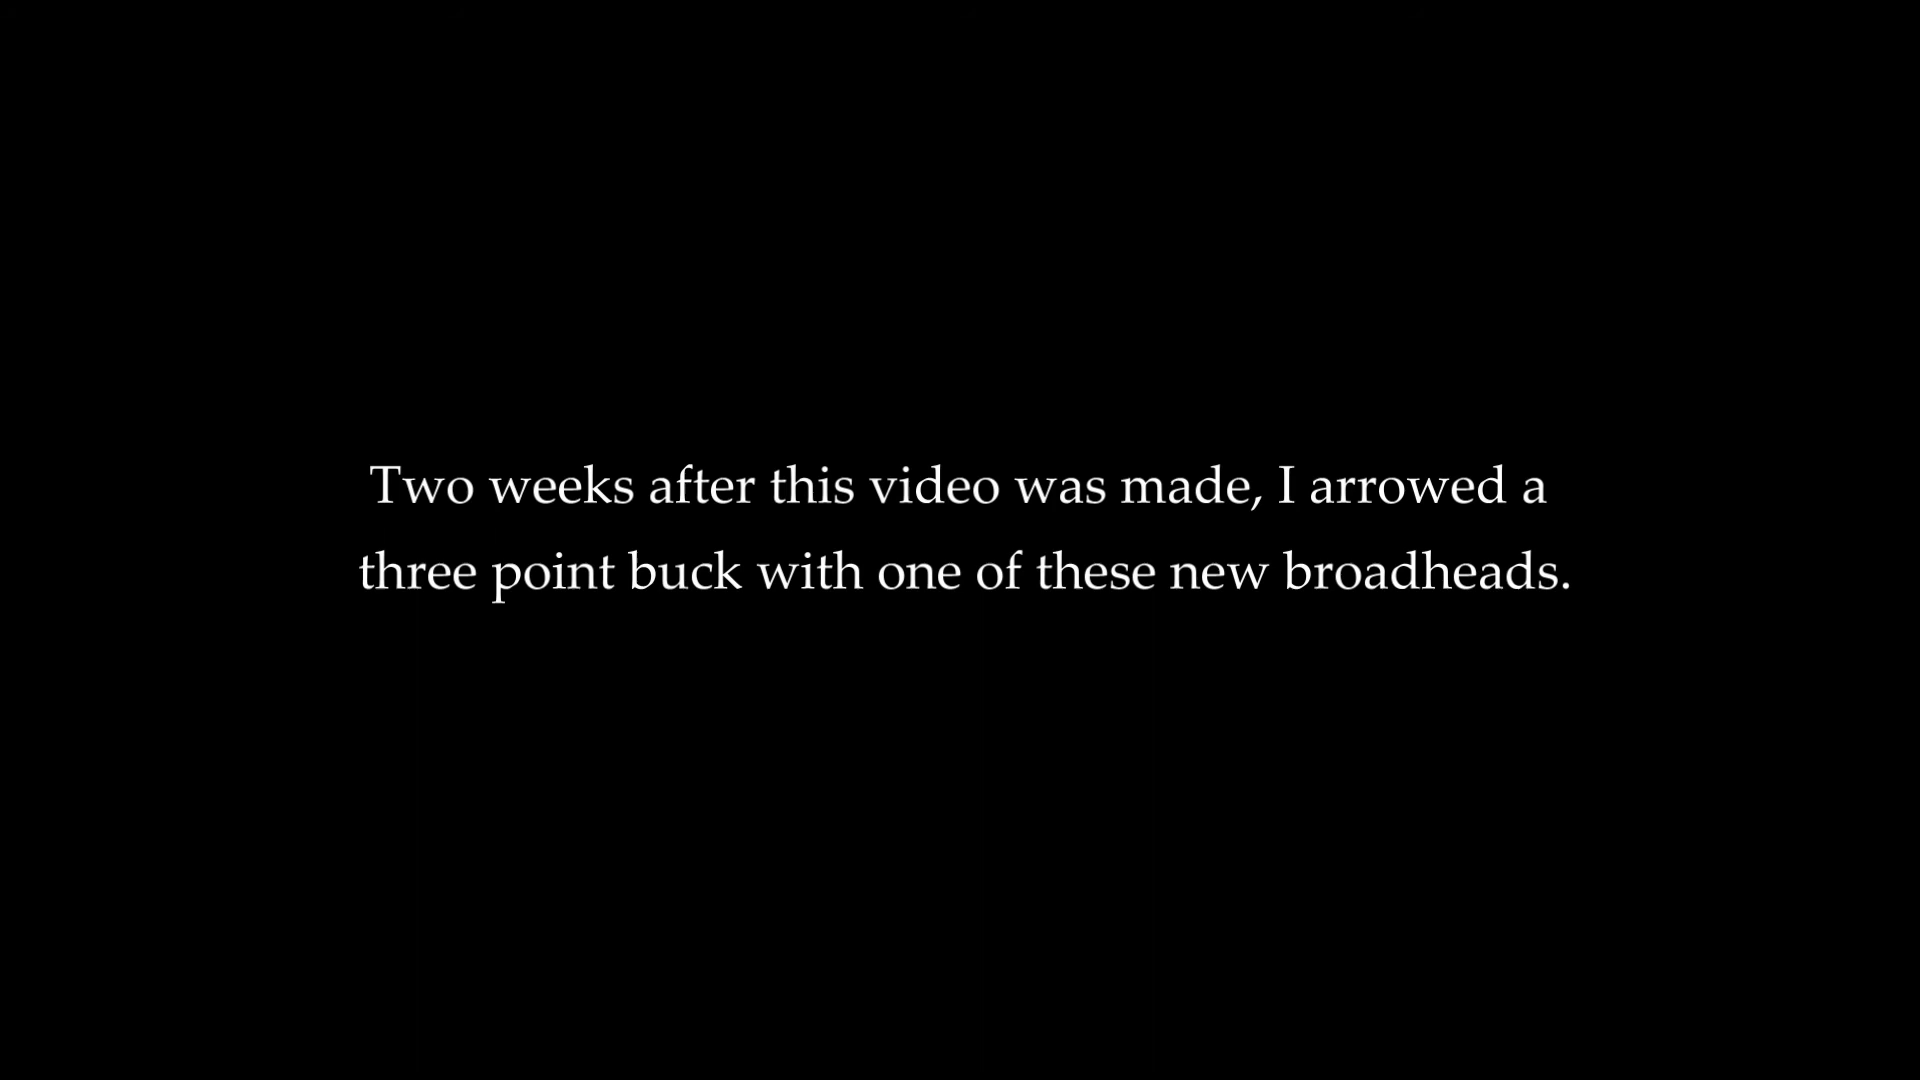 Two weeks after this video was made, I arrowed a
three point buck with one of these new broadheads.